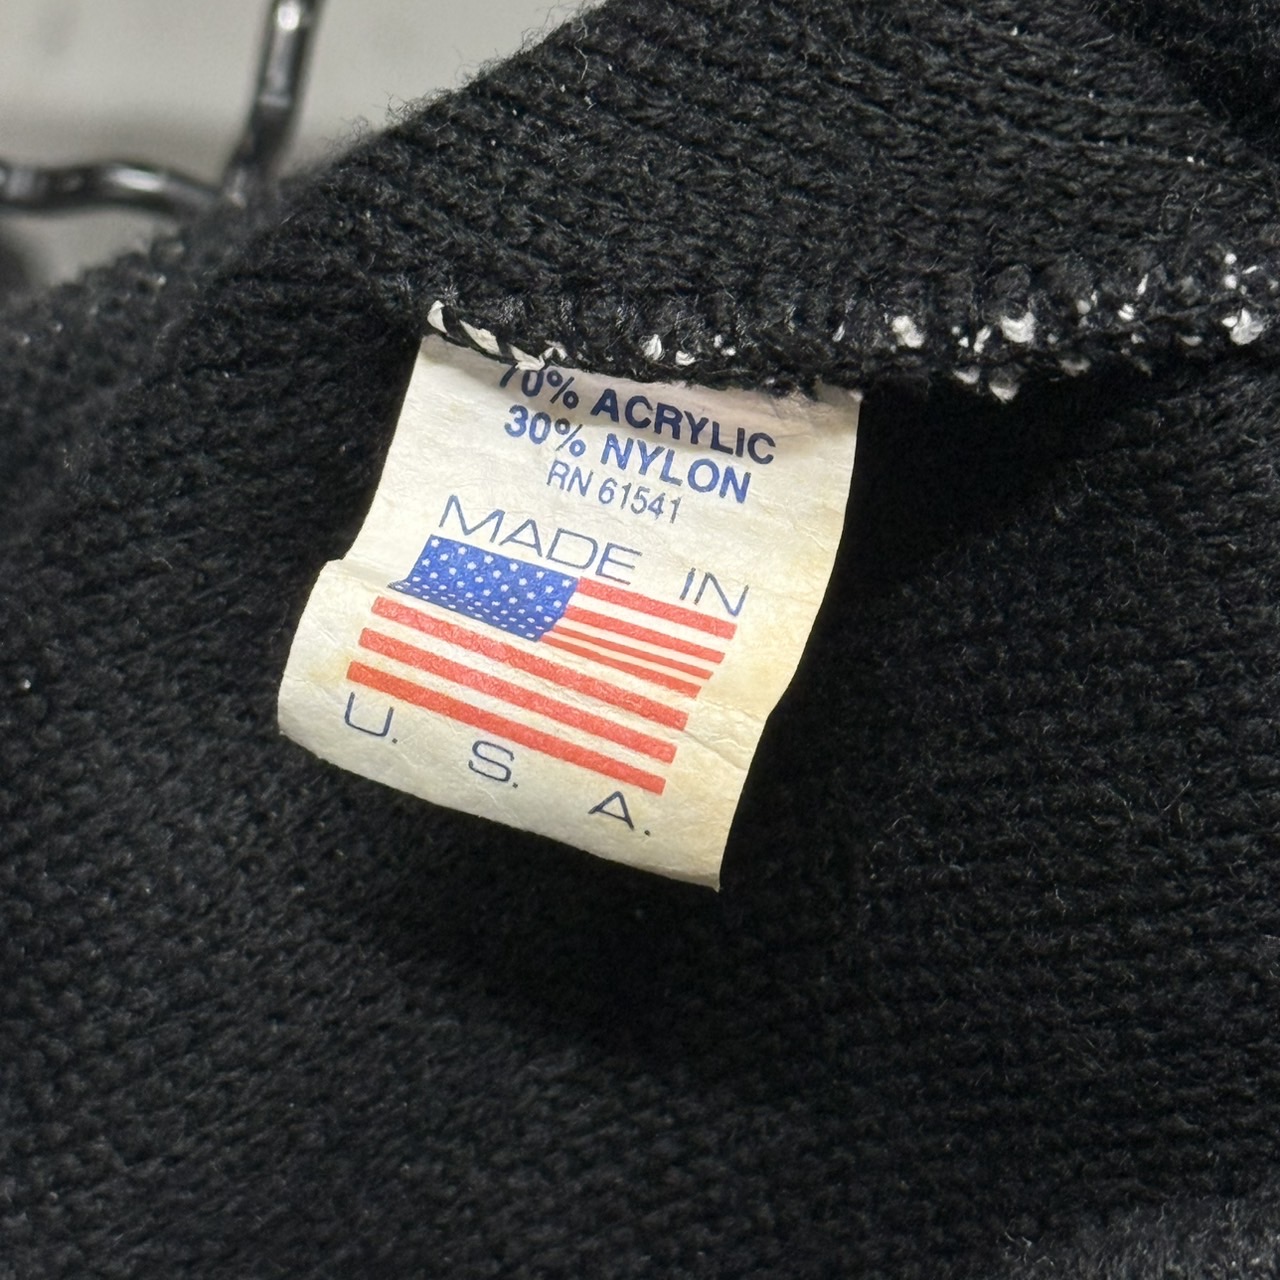 70% ACRYLIC
30% NYLON
RN 61541
MADE IN
U. S. A.